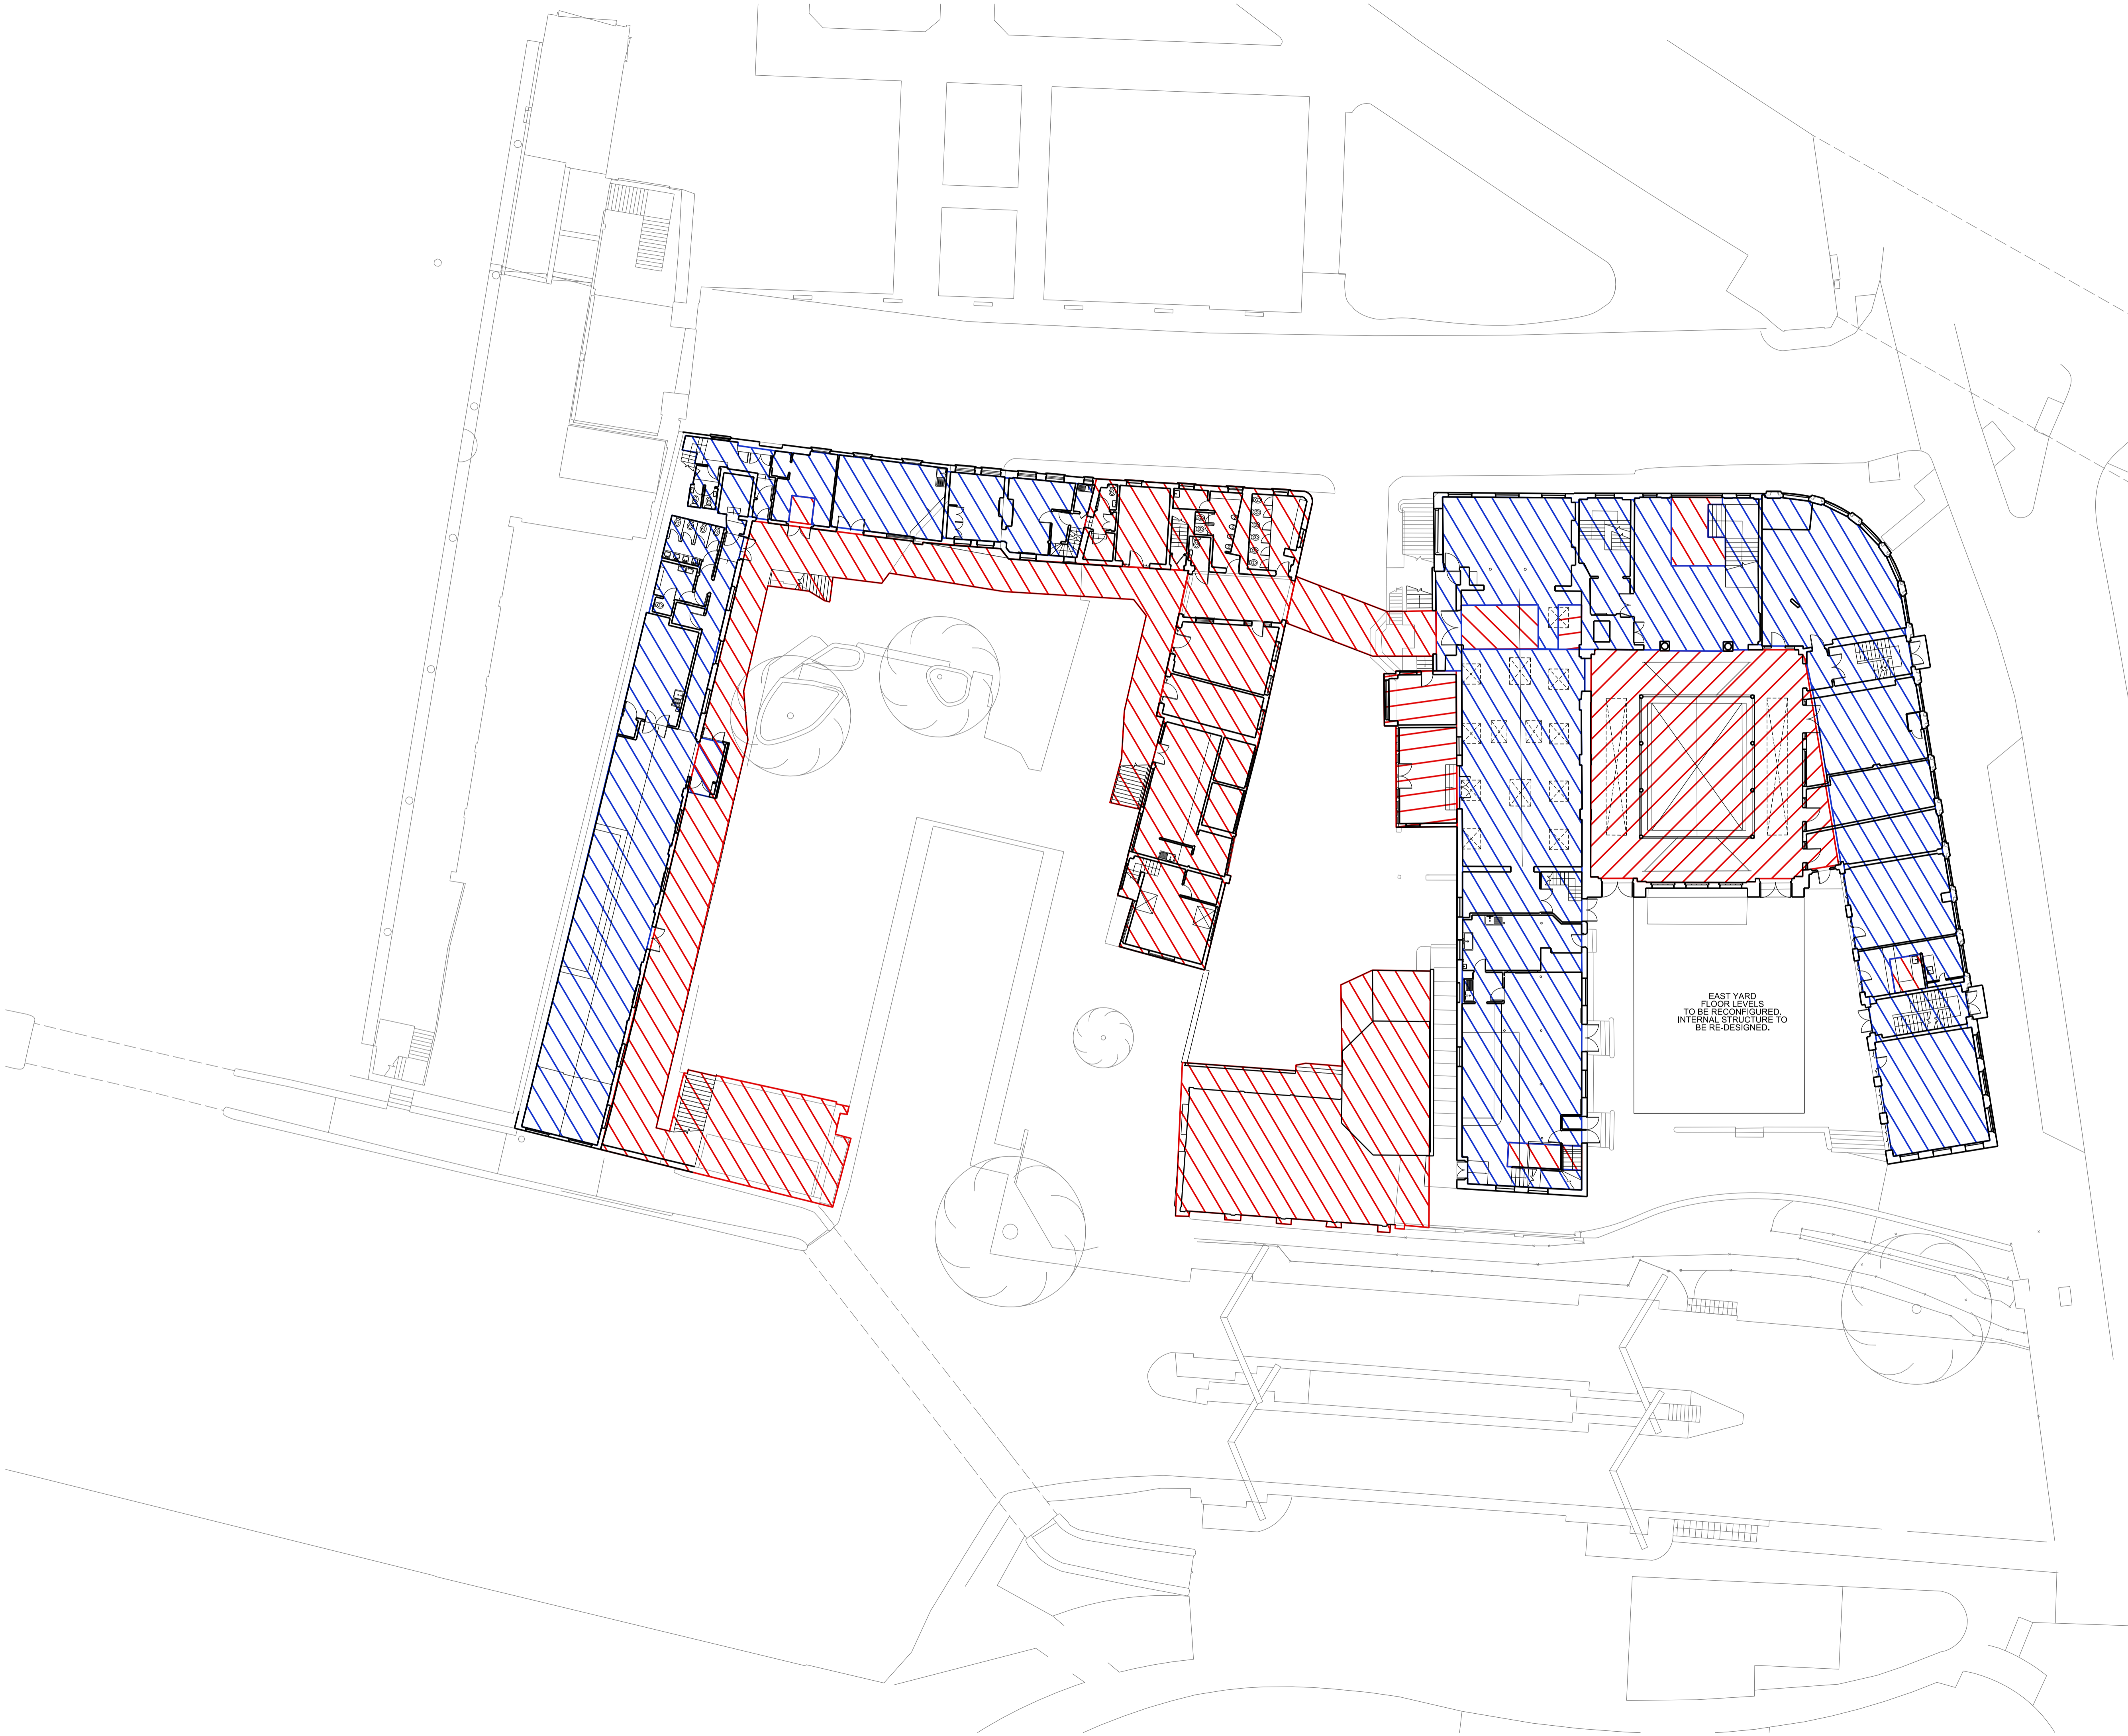 EAST YARD
FLOOR LEVELS
TO BE RECONFIGURED.
INTERNAL STRUCTURE TO
BE RE-DESIGNED.